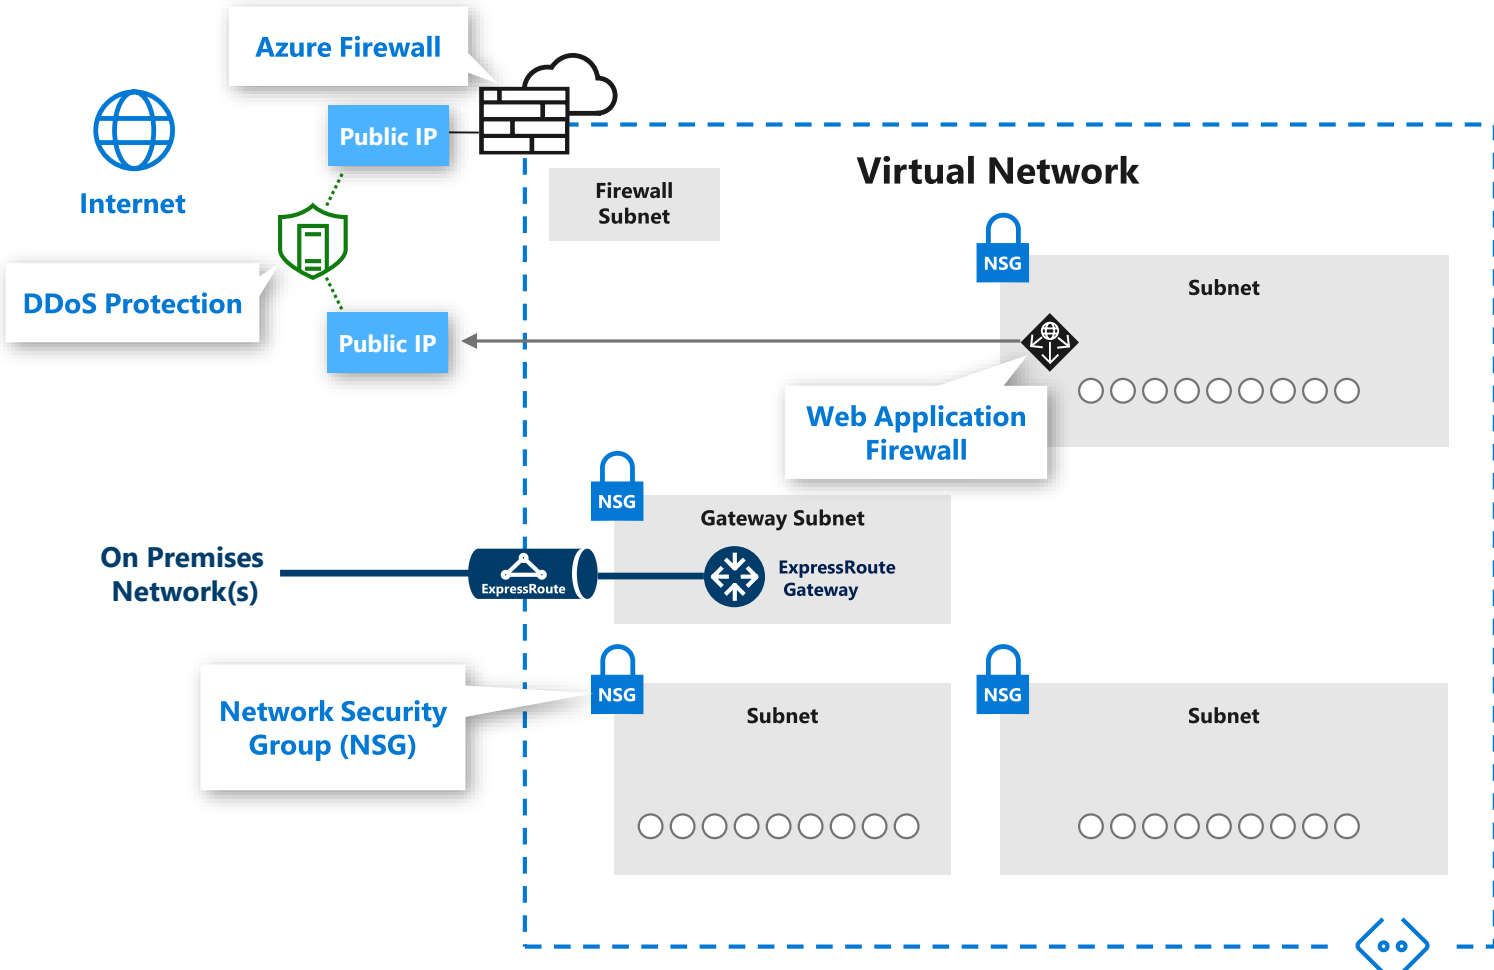 Azure Firewall
Public IP
Internet
Virtual Network
Firewall
Subnet
NSG
Subnet
DDoS Protection
Public IP
Web Application
Firewall
NSG
Gateway Subnet
On Premises
Network(s)
ExpressRoute
ExpressRoute
Gateway
NSG
Subnet
NSG
Subnet
Network Security
Group (NSG)